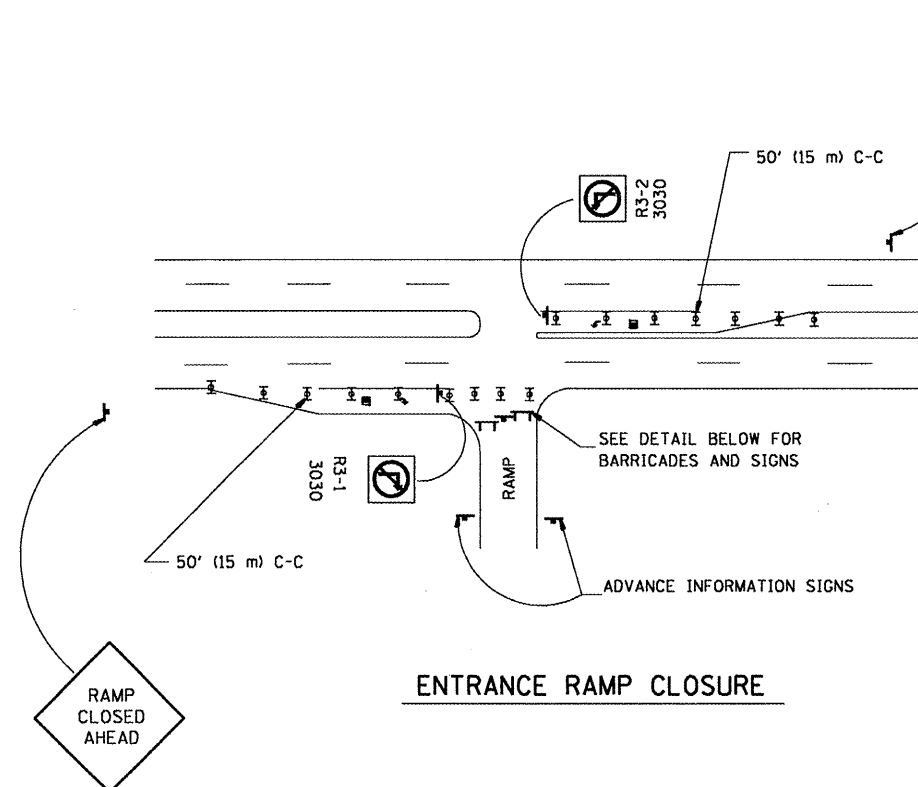 50' (15 m) C-C
R3-2
3030
SEE DETAIL BELOW FOR
BARRICADES AND SIGNS
R3-1
3030
RAMP
50' (15 m) C-C
ADVANCE INFORMATION SIGNS
ENTRANCE RAMP CLOSURE
RAMP
CLOSED
AHEAD